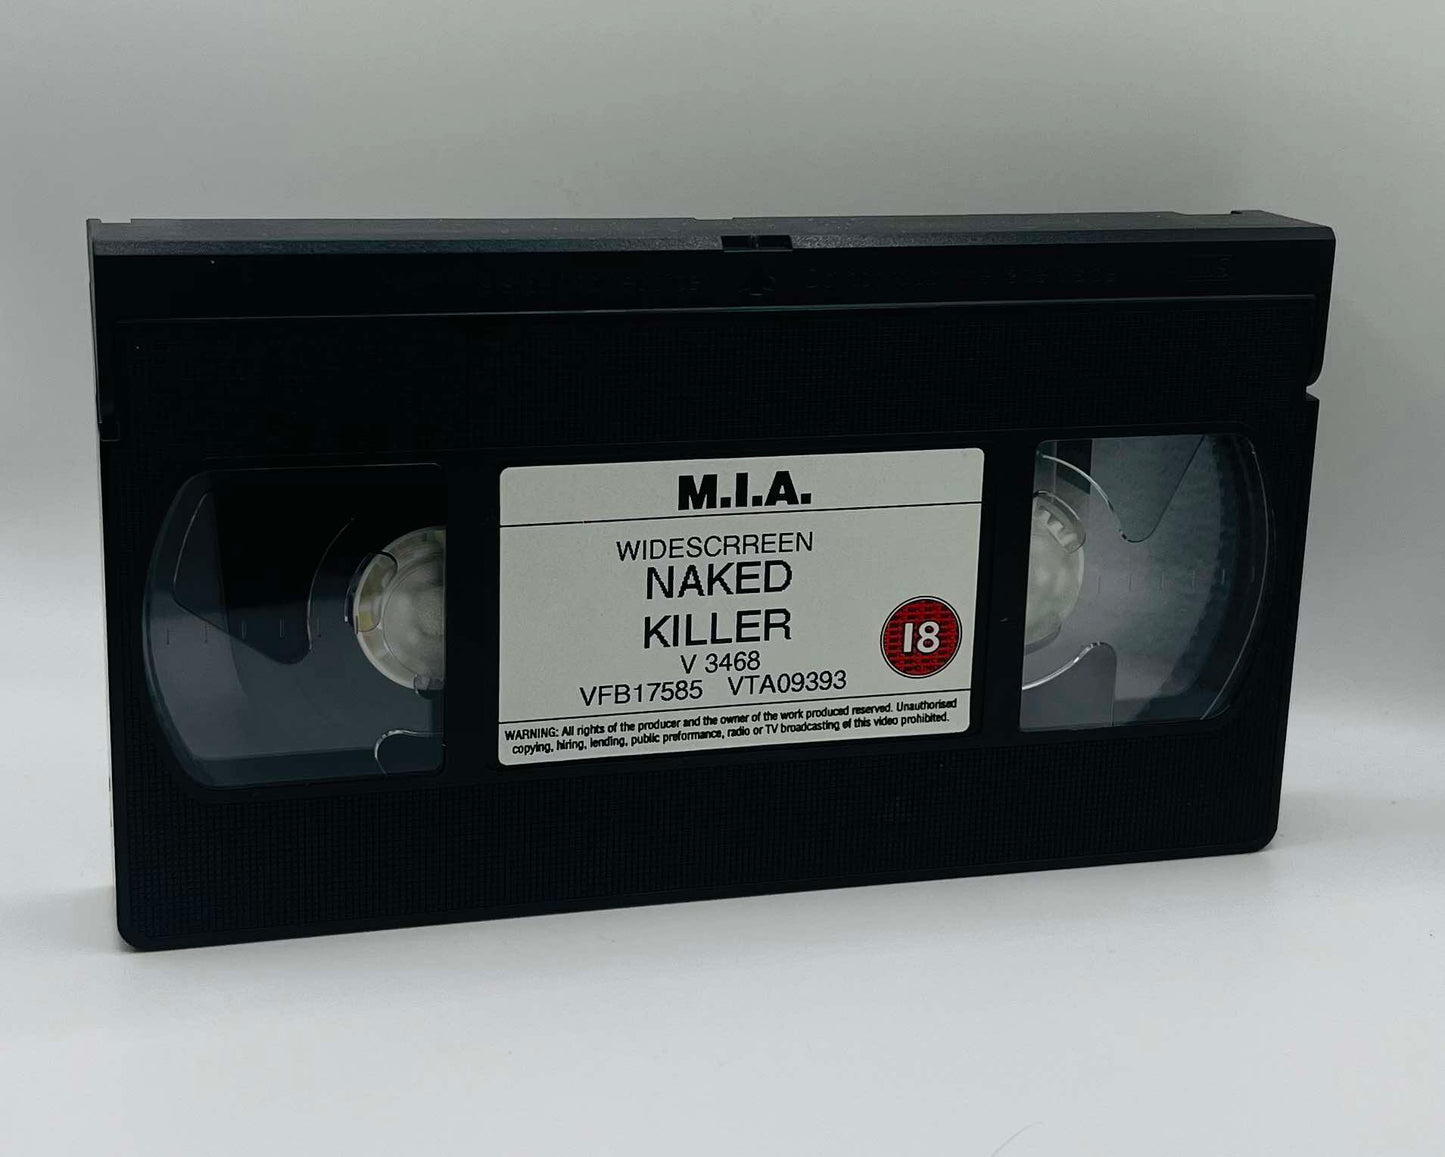 M.I.A.
WIDESCRREEN
NAKED
KILLER
V 3468
VFB17585 VTA09393
18
WARNING: All rights of the producer and the owner of the work produced reserved. Unauthorised
copying, hiring, lending, public preformance, radio or TV broadcasting of this video prohibited.